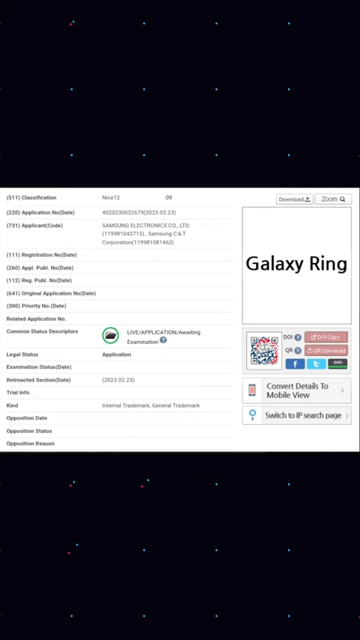 (511) Classification Nice12 09
(220) Application No(Date) 4020230032679(2023.02.23)
(731) Applicant(Code) SAMSUNG ELECTRONICS CO., LTD.
(119981042713) , Samsung C & T
Corporation(119981081462)
(111) Registration No(Date)
(260) Appl. Publ. No(Date)
(112) Reg. Publ. No(Date)
(641) Original Application No(Date)
(300) Priority No.(Date)
Related Application No.
Common Status Descriptors LIVE/APPLICATION/Awaiting
Examination ?
Legal Status Application
Examination Status(Date)
Retroacted Section(Date) (2023.02.23)
Trial Info
Kind Internal Trademark, General Trademark
Opposition Date
Opposition Status
Opposition Reason
Download Zoom
Galaxy Ring
DOI ? DOI Copy
QR ? QR Download
Convert Details To
Mobile View
Switch to IP search page